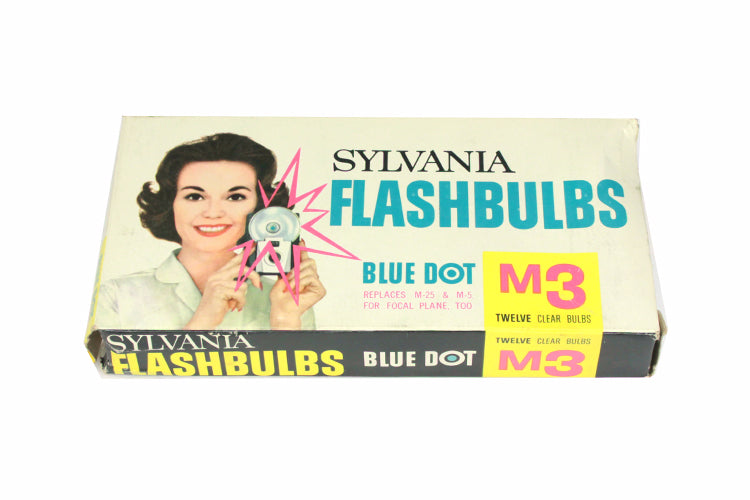 SYLVANIA
FLASHBULBS
BLUE DOT
REPLACES M-25 & M-5
FOR FOCAL PLANE, TOO
M3
TWELVE CLEAR BULBS
SYLVANIA
FLASHBULBS
BLUE DOT
TWELVE CLEAR BULBS
M3